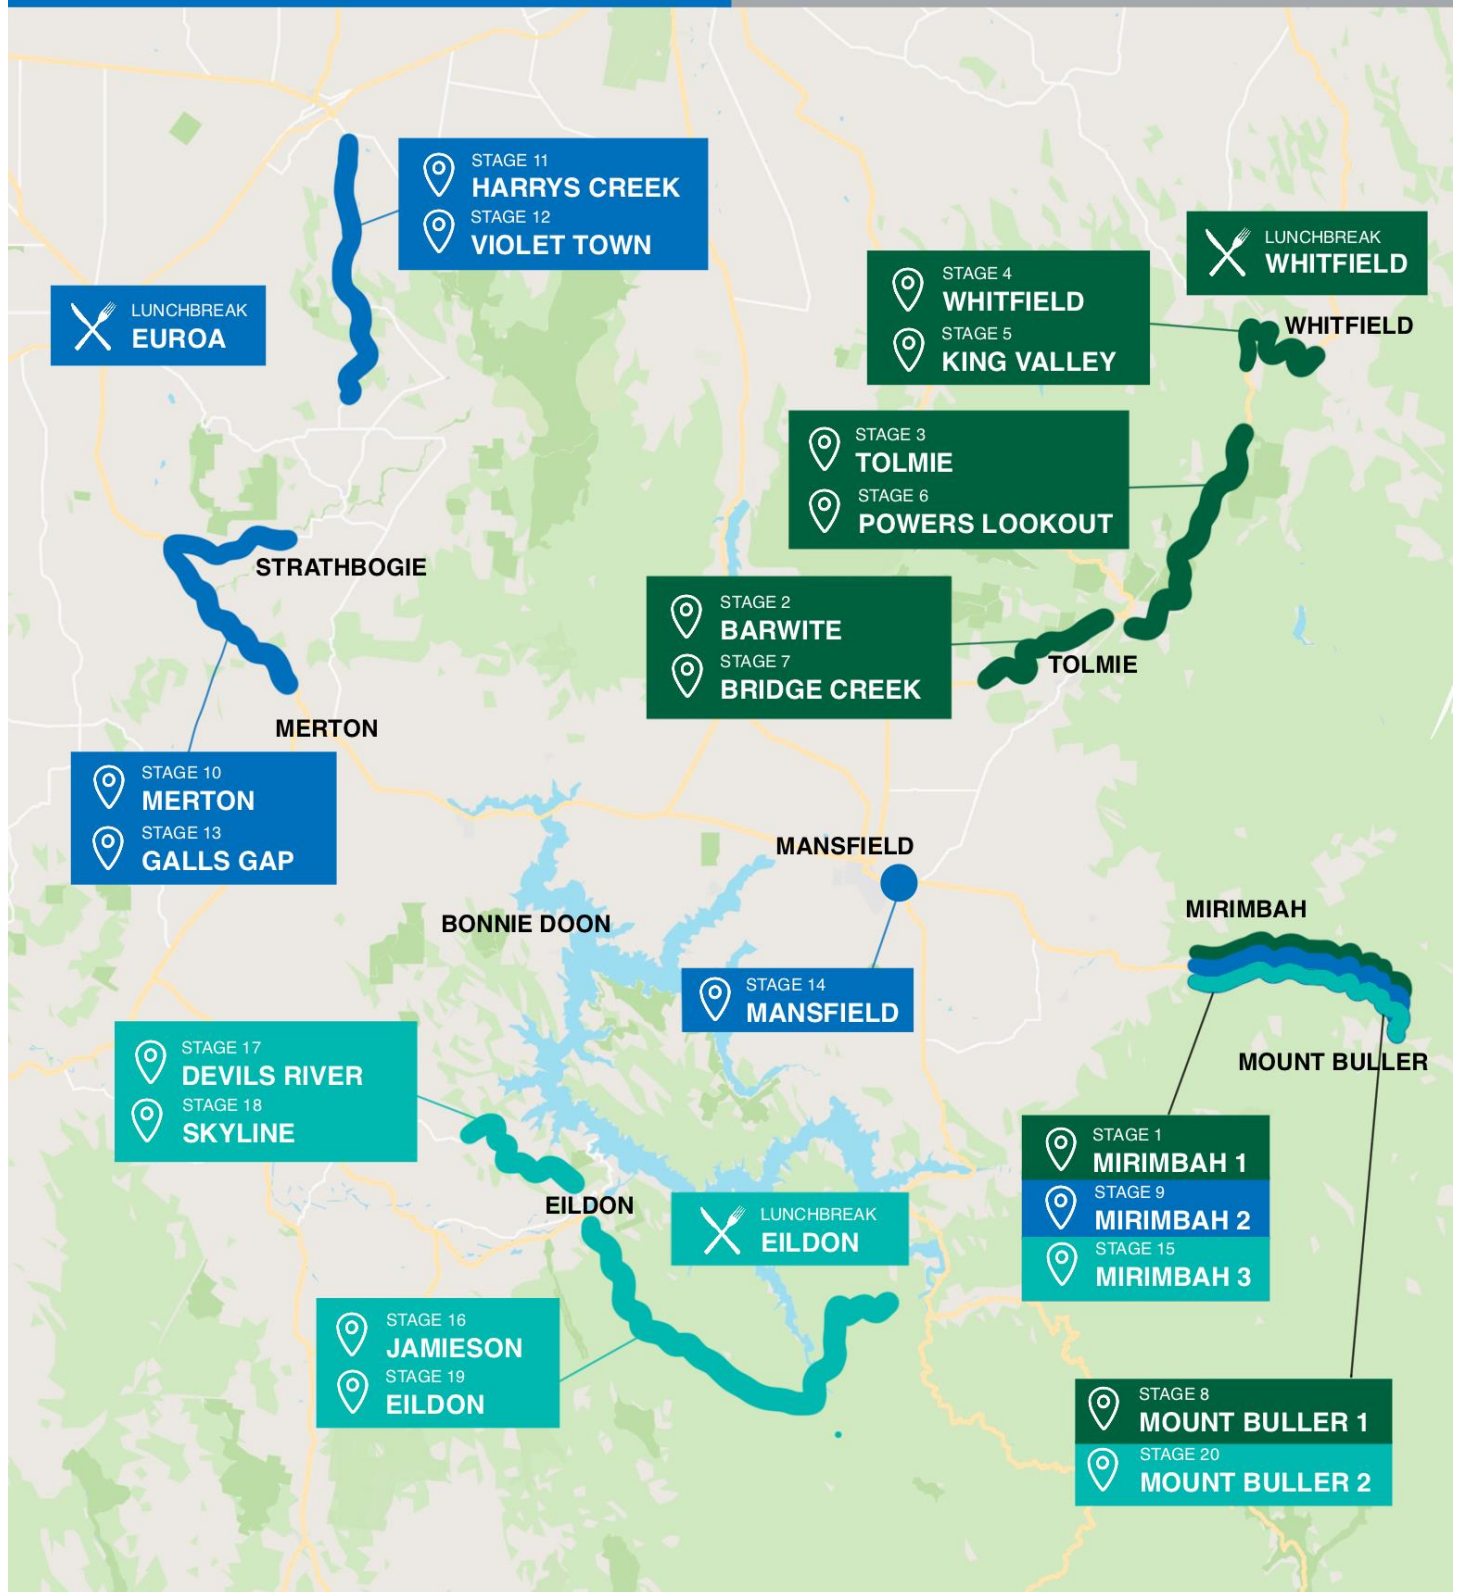 STAGE 11
HARRYS CREEK
STAGE 12
VIOLET TOWN
LUNCHBREAK
WHITFIELD
STAGE 4
WHITFIELD
STAGE 5
KING VALLEY
LUNCHBREAK
EUROA
WHITFIELD
STAGE 3
TOLMIE
STAGE 6
POWERS LOOKOUT
STRATHBOGIE
STAGE 2
BARWITE
STAGE 7
BRIDGE CREEK
TOLMIE
MERTON
STAGE 10
MERTON
STAGE 13
GALLS GAP
MANSFIELD
BONNIE DOON
MIRIMBAH
STAGE 14
MANSFIELD
MOUNT BULLER
STAGE 17
DEVILS RIVER
STAGE 18
SKYLINE
STAGE 1
MIRIMBAH 1
STAGE 9
MIRIMBAH 2
STAGE 15
MIRIMBAH 3
EILDON
LUNCHBREAK
EILDON
STAGE 16
JAMIESON
STAGE 19
EILDON
STAGE 8
MOUNT BULLER 1
STAGE 20
MOUNT BULLER 2